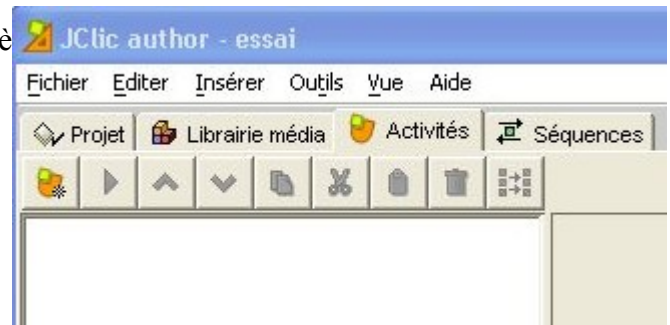 è
JClic author - essai
Fichier Editer Insérer Outils Vue Aide
Projet Librairie média Activités Séquences